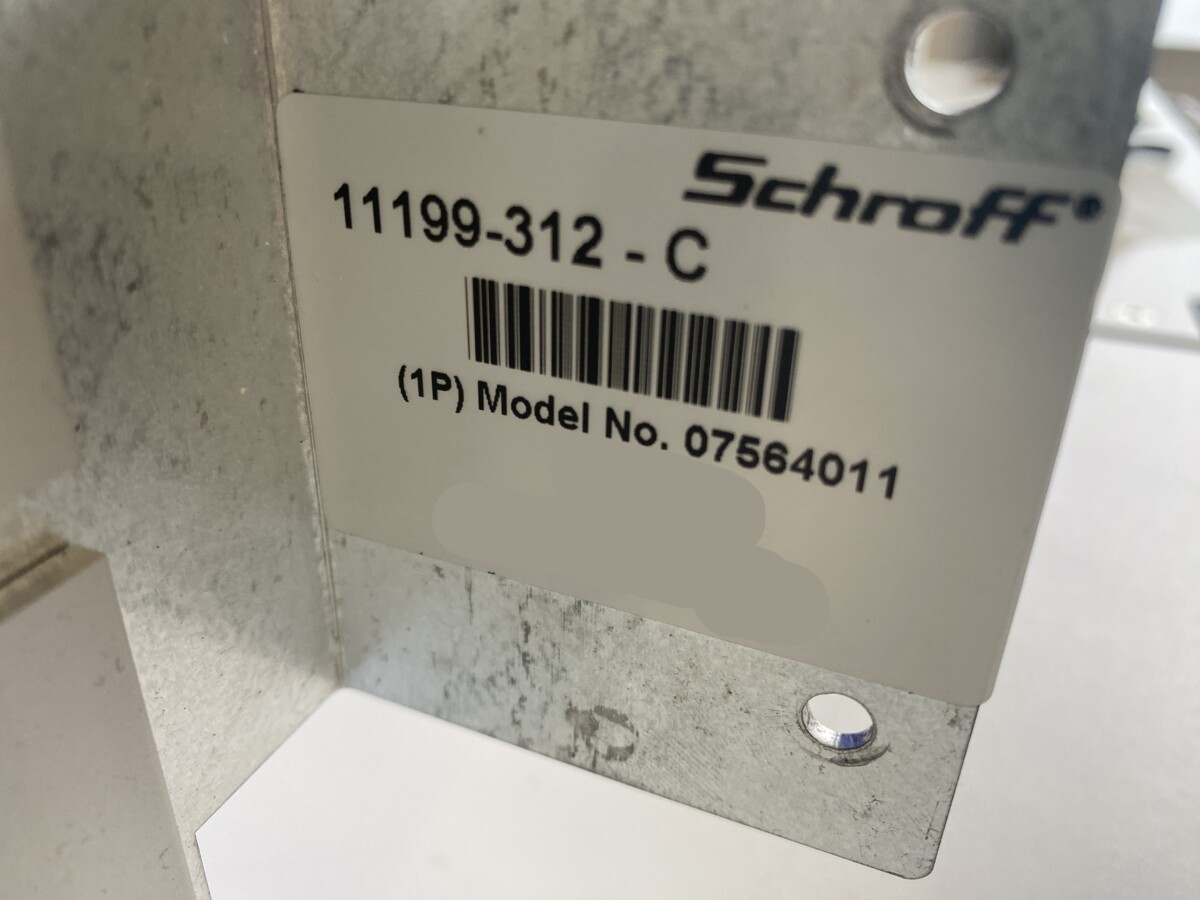 Schroff®
11199-312 - C
(1P) Model No. 07564011